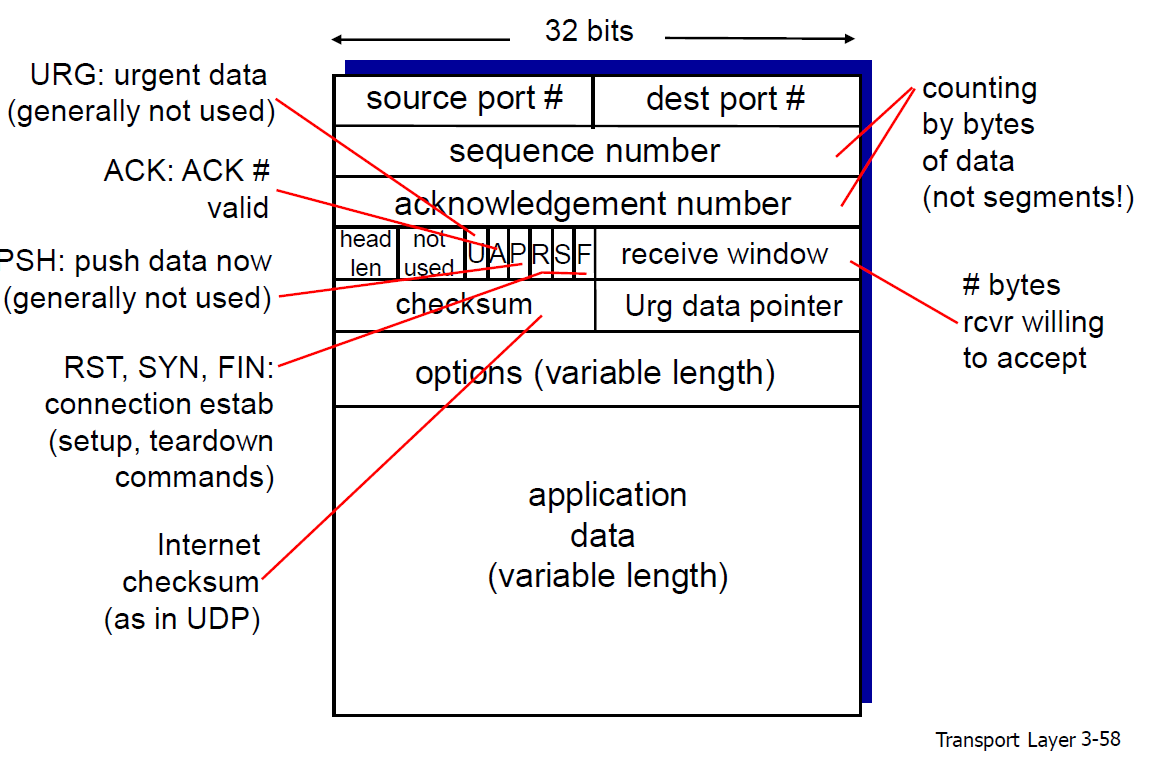 32 bits
URG: urgent data
(generally not used)
ACK: ACK #
valid
PSH: push data now
(generally not used)
RST, SYN, FIN:
connection estab
(setup, teardown
commands)
Internet
checksum
(as in UDP)
source port #
dest port #
sequence number
acknowledgement number
head
len
not
used
U
A
P
R
S
F
receive window
checksum
Urg data pointer
options (variable length)
application
data
(variable length)
counting
by bytes
of data
(not segments!)
# bytes
rcvr willing
to accept
Transport Layer 3-58